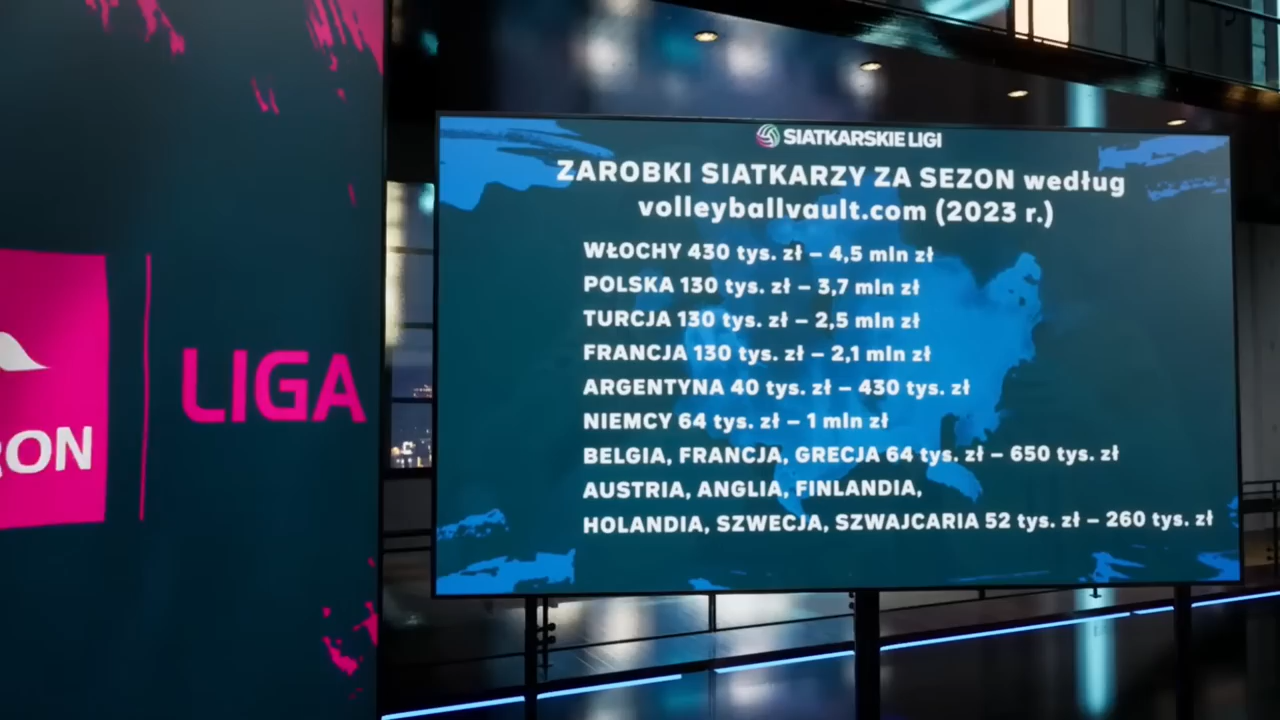 SIATKARSKIE LIGI
ZAROBKI SIATKARZY ZA SEZON według
volleyballvault.com (2023 r.)
WŁOCHY 430 tys. zł – 4,5 mln zł
POLSKA 130 tys. zł – 3,7 mln zł
TURCJA 130 tys. zł – 2,5 mln zł
FRANCJA 130 tys. zł – 2,1 mln zł
ARGENTYNA 40 tys. zł – 430 tys. zł
NIEMCY 64 tys. zł – 1 mln zł
BELGIA, FRANCJA, GRECJA 64 tys. zł – 650 tys. zł
AUSTRIA, ANGLIA, FINLANDIA,
HOLANDIA, SZWECJA, SZWAJCARIA 52 tys. zł – 260 tys. zł
LIGA